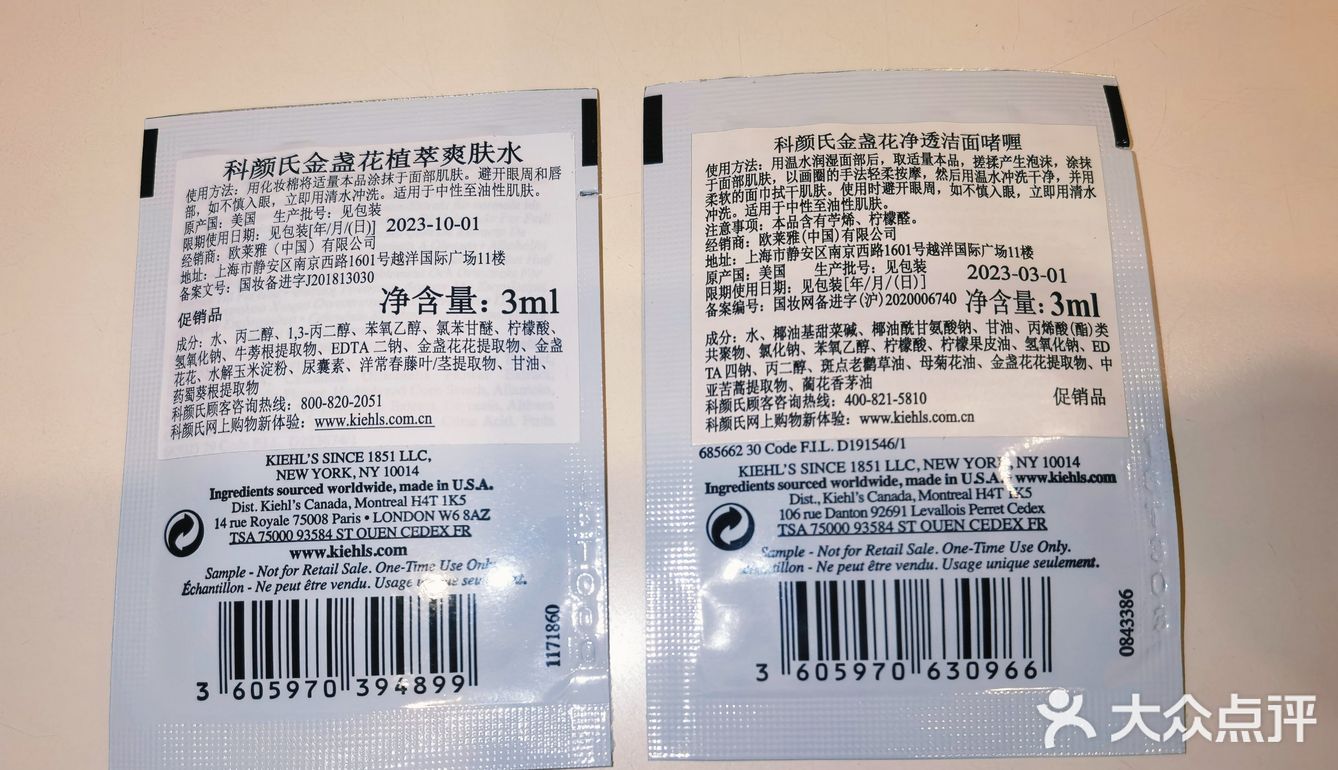 科颜氏金盏花植萃爽肤水
使用方法：用化妆棉将适量本品涂抹于面部肌肤。避开眼周和唇
部，如不慎入眼，立即用清水冲洗。适用于中性至油性肌肤。
原产国：美国 生产批号：见包装
限期使用日期：见包装[年/月/(日)] 2023-10-01
经销商：欧莱雅（中国）有限公司
地址：上海市静安区南京西路1601号越洋国际广场11楼
备案文号：国妆备进字J201813030
净含量：3ml
促销品
成分：水、丙二醇、1,3-丙二醇、苯氧乙醇、氯苯甘醚、柠檬酸、
氢氧化钠、牛蒡根提取物、EDTA 二钠、金盏花花提取物、金盏
花花、水解玉米淀粉、尿囊素、洋常春藤叶/茎提取物、甘油、
药蜀葵根提取物
科颜氏顾客咨询热线：800-820-2051
科颜氏网上购物新体验：www.kiehls.com.cn
KIEHL'S SINCE 1851 LLC,
NEW YORK, NY 10014
Ingredients sourced worldwide, made in U.S.A.
Dist. Kiehl's Canada, Montreal H4T 1K5
14 rue Royale 75008 Paris • LONDON W6 8AZ
TSA 75000 93584 ST OUEN CEDEX FR
www.kiehls.com
Sample - Not for Retail Sale. One-Time Use
Échantillon - Ne peut être vendu. Usage
1171860
3 605970 394899
科颜氏金盏花净透洁面啫喱
使用方法：用温水润湿面部后，取适量本品，搓揉产生泡沫，涂抹
于面部肌肤，以画圈的手法轻柔按摩，然后用温水冲洗干净，并用
柔软的面巾拭干肌肤。使用时避开眼周，如不慎入眼，立即用清水
冲洗。适用于中性至油性肌肤。
注意事项：本品含有苧烯、柠檬醛。
经销商：欧莱雅(中国)有限公司
地址：上海市静安区南京西路1601号越洋国际广场11楼
原产国：美国 生产批号：见包装 2023-03-01
限期使用日期：见包装[年/月/（日）]
备案编号：国妆网备进字(沪)2020006740 净含量：3ml
成分：水、椰油基甜菜碱、椰油酰甘氨酸钠、甘油、丙烯酸(酯)类
共聚物、氯化钠、苯氧乙醇、柠檬酸、柠檬果皮油、氢氧化钠、ED
TA 四钠、丙二醇、斑点老鹳草油、母菊花油、金盏花花提取物、中
亚苦蒿提取物、菊花香茅油
科颜氏顾客咨询热线：400-821-5810 促销品
科颜氏网上购物新体验：www.kiehls.com.cn
685662 30 Code F.I.L. D191546/1
KIEHL'S SINCE 1851 LLC, NEW YORK, NY 10014
Ingredients sourced worldwide, made in U.S.A. www.kiehls.com
Dist., Kiehl's Canada, Montreal H4T 1K5
106 rue Danton 92691 Levallois Perret Cedex
TSA 75000 93584 ST OUEN CEDEX FR
Sample - Not for Retail Sale. One-Time Use Only.
- Ne peut être vendu. Usage unique seulement.
0843386
3 605970 630966
大众点评